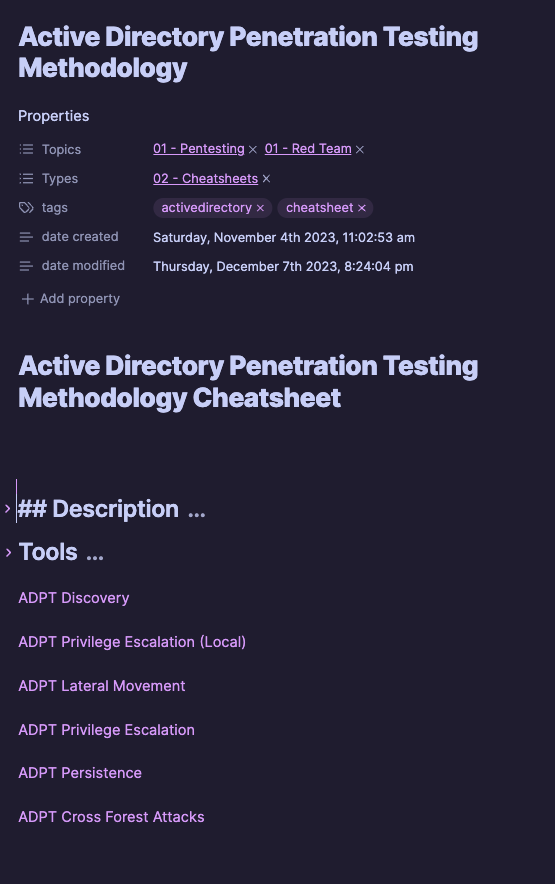 Active Directory Penetration Testing
Methodology
Properties
Topics 01 - Pentesting × 01 - Red Team ×
Types 02 - Cheatsheets ×
tags activedirectory × cheatsheet ×
date created Saturday, November 4th 2023, 11:02:53 am
date modified Thursday, December 7th 2023, 8:24:04 pm
+ Add property
Active Directory Penetration Testing
Methodology Cheatsheet
## Description ...
Tools ...
ADPT Discovery
ADPT Privilege Escalation (Local)
ADPT Lateral Movement
ADPT Privilege Escalation
ADPT Persistence
ADPT Cross Forest Attacks